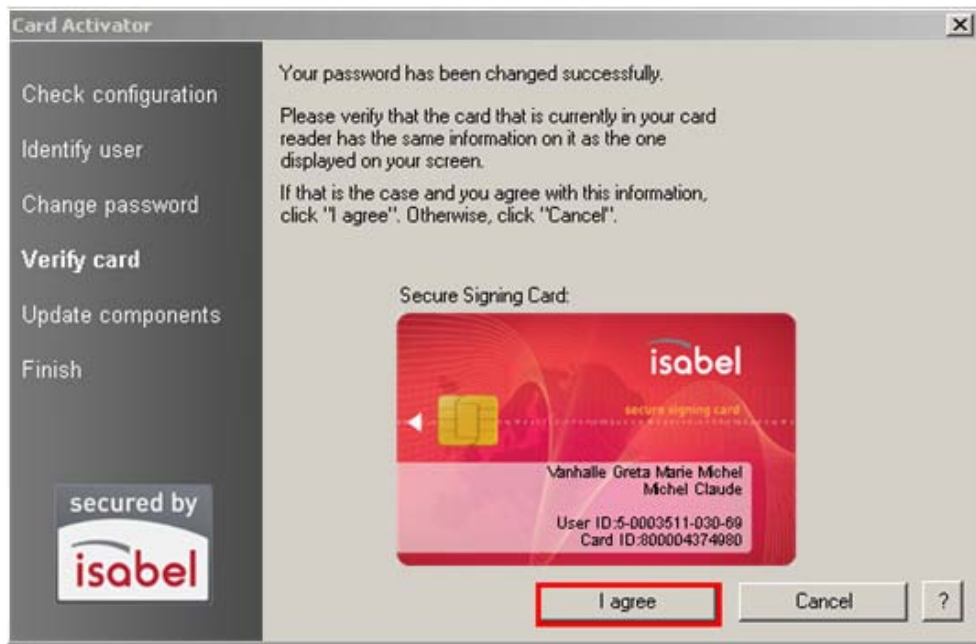 Card Activator
Check configuration
Identify user
Change password
Verify card
Update components
Finish
secured by
isabel
Your password has been changed successfully.
Please verify that the card that is currently in your card
reader has the same information on it as the one
displayed on your screen.
If that is the case and you agree with this information,
click "I agree". Otherwise, click "Cancel".
Secure Signing Card:
isabel
secure signing card
Vanhalle Greta Marie Michel
Michel Claude
User ID:5-0003511-030-69
Card ID:800004374980
I agree
Cancel
?